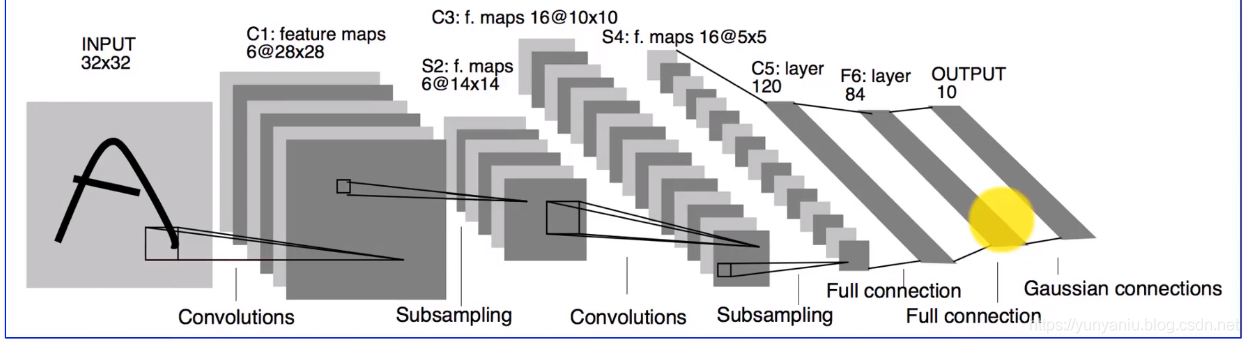 INPUT
32x32
C1: feature maps
6@28x28
S2: f. maps
6@14x14
C3: f. maps 16@10x10
S4: f. maps 16@5x5
C5: layer
120
F6: layer
84
OUTPUT
10
Convolutions
Subsampling
Convolutions
Subsampling
Full connection
Full connection
Gaussian connections
https://yunyaniu.blog.csdn.net